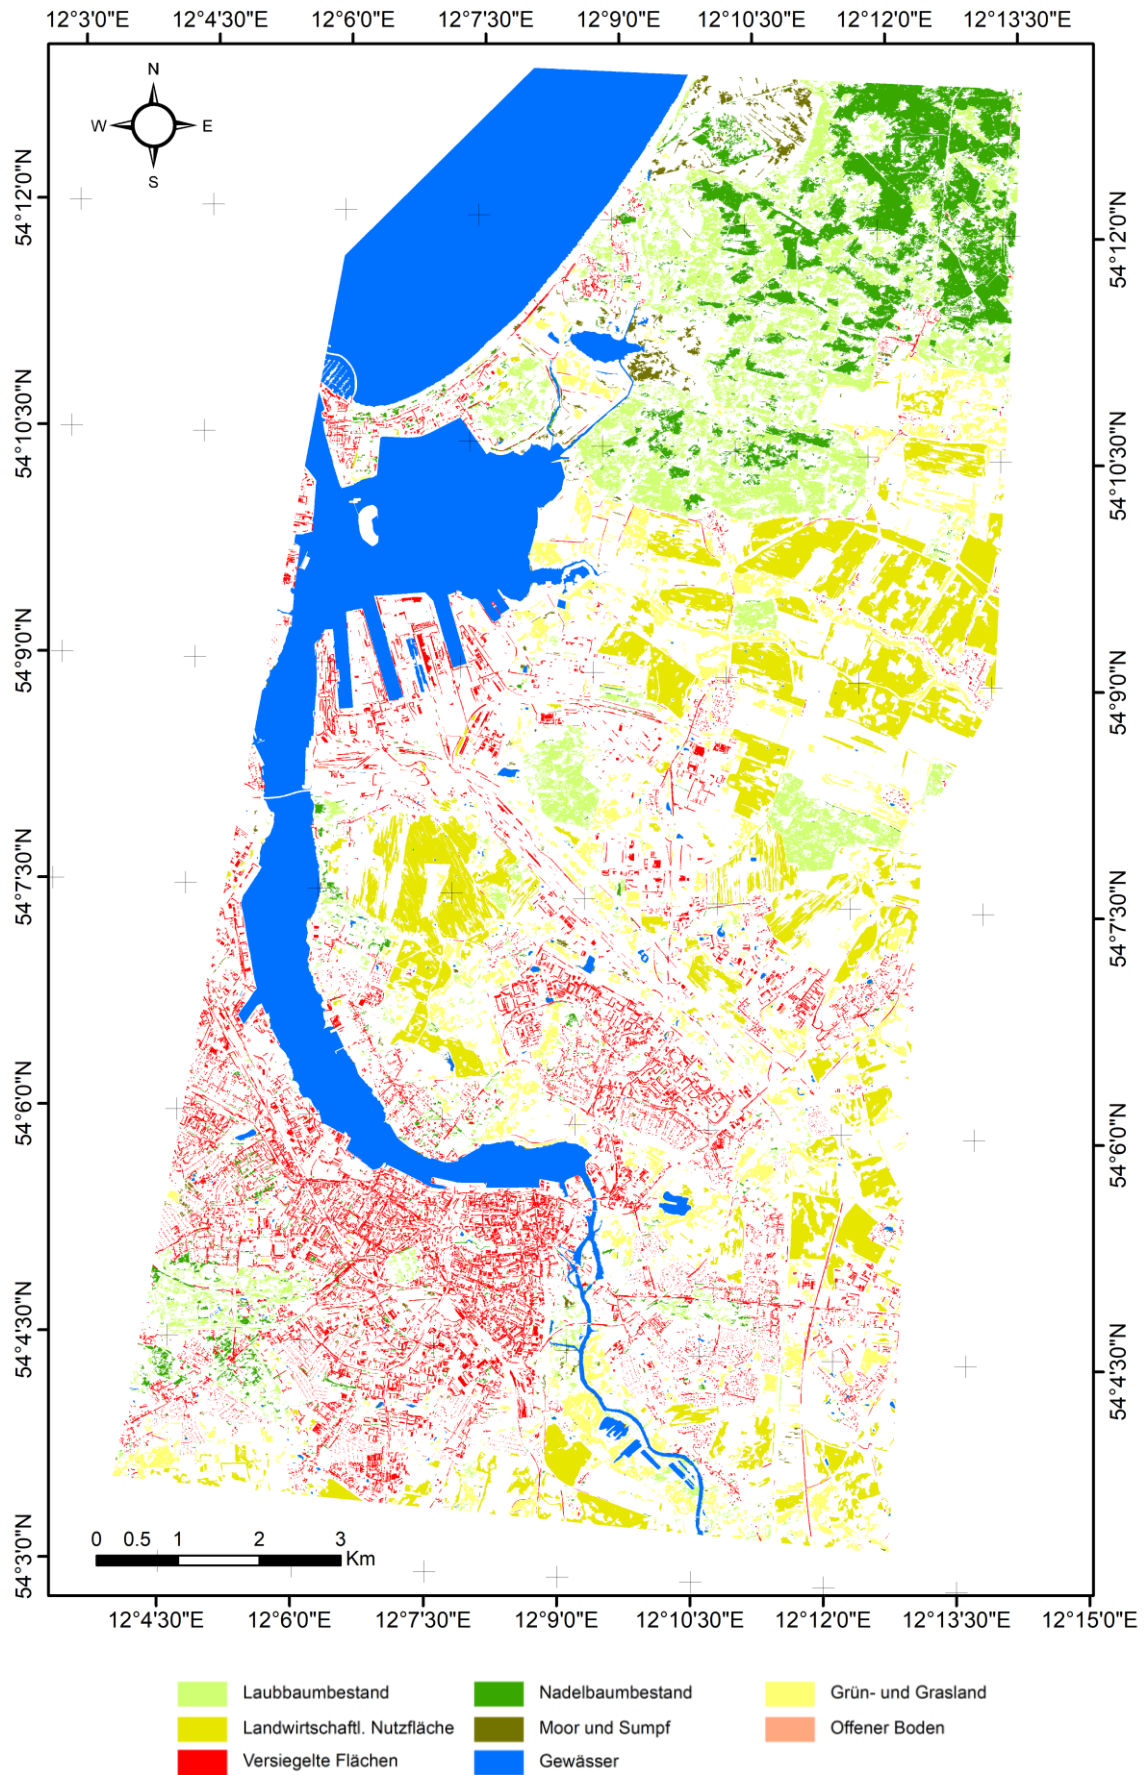 12°3'0"E 12°4'30"E 12°6'0"E 12°7'30"E 12°9'0"E 12°10'30"E 12°12'0"E 12°13'30"E
N
W E
S
54°12'0"N
54°12'0"N
54°10'30"N
54°10'30"N
54°9'0"N
54°9'0"N
54°7'30"N
54°7'30"N
54°6'0"N
54°6'0"N
54°4'30"N
54°4'30"N
54°3'0"N
0 0.5 1 2 3
Km
12°4'30"E 12°6'0"E 12°7'30"E 12°9'0"E 12°10'30"E 12°12'0"E 12°13'30"E 12°15'0"E
Laubbaumbestand Nadelbaumbestand Grün- und Grasland
Landwirtschaftl. Nutzfläche Moor und Sumpf Offener Boden
Versiegelte Flächen Gewässer